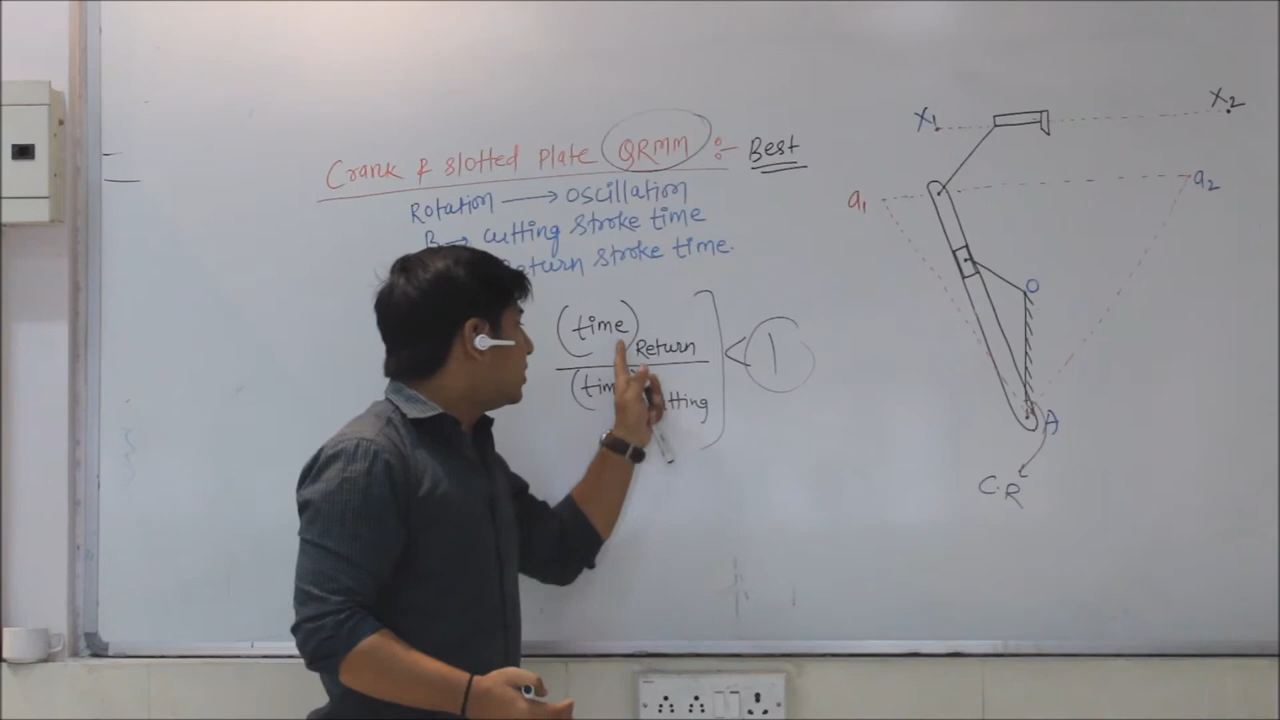 Crank & slotted plate QRMM :- Best
Rotation → oscillation
B → cutting stroke time
Return stroke time.
(time) Return
< 1
X1
X2
a1
a2
O
A
C.R